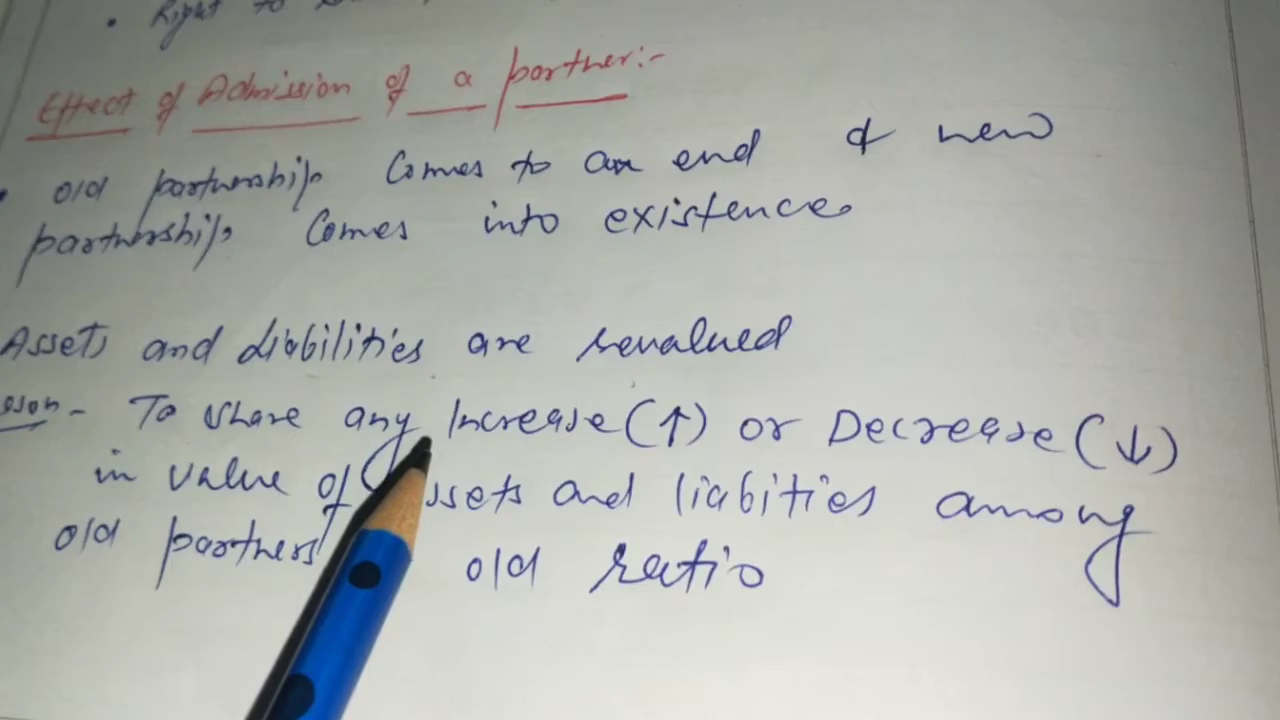 • Right to
Effect of Admission of a partner:-
• old partnership Comes to an end & new
partnership Comes into existence.
Assets and Liabilities are revalued
To share any Increase (↑) or Decrease (↓)
in value of ssets and liabities among
old partners old ratio